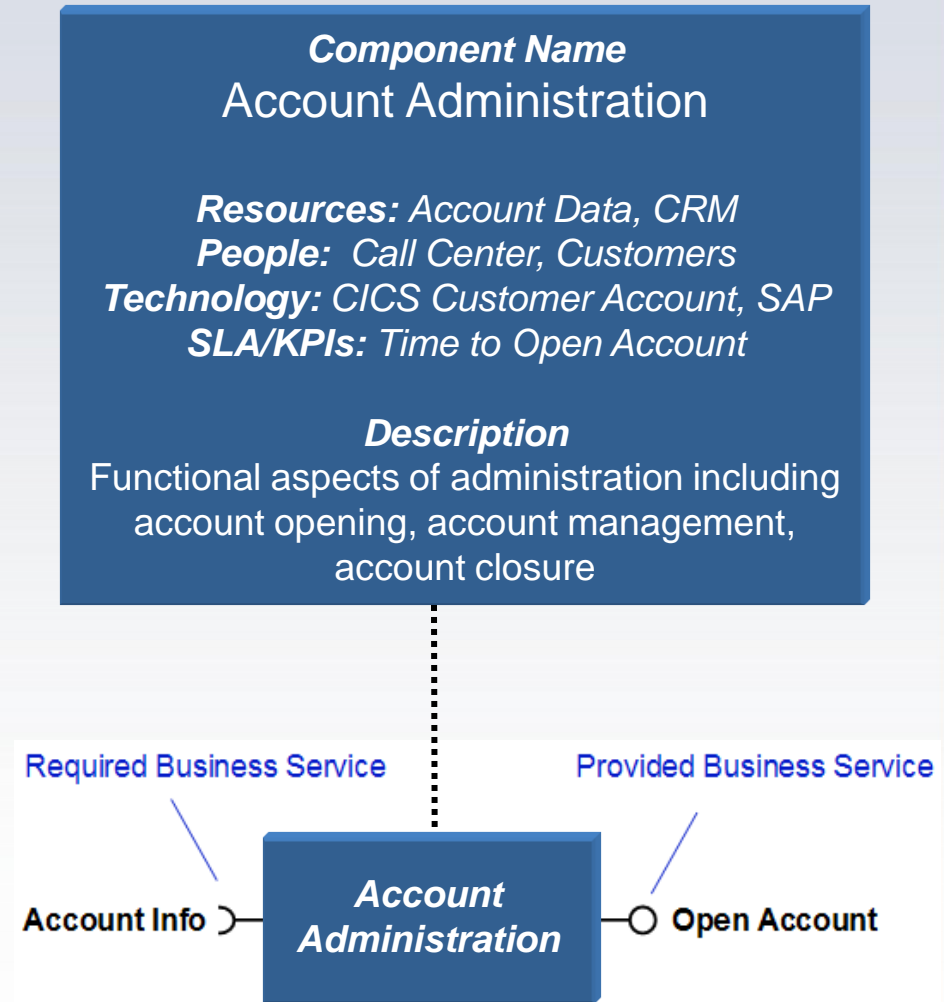 Component Name
Account Administration
Resources: Account Data, CRM
People: Call Center, Customers
Technology: CICS Customer Account, SAP
SLA/KPIs: Time to Open Account
Description
Functional aspects of administration including
account opening, account management,
account closure
Required Business Service
Provided Business Service
Account Info
Account
Administration
Open Account